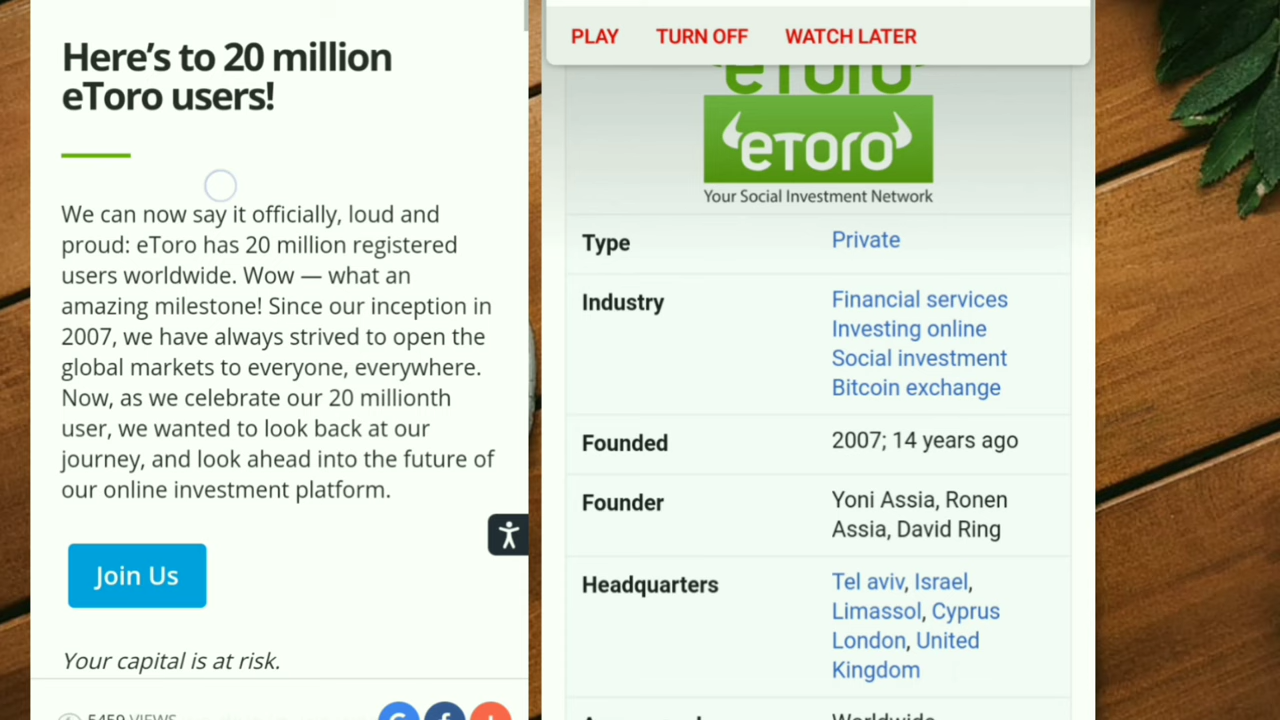 Here's to 20 million
eToro users!
We can now say it officially, loud and
proud: eToro has 20 million registered
users worldwide. Wow — what an
amazing milestone! Since our inception in
2007, we have always strived to open the
global markets to everyone, everywhere.
Now, as we celebrate our 20 millionth
user, we wanted to look back at our
journey, and look ahead into the future of
our online investment platform.
Join Us
Your capital is at risk.
5459 VIEWS
PLAY TURN OFF WATCH LATER
eToro
eToro
Your Social Investment Network
Type Private
Industry Financial services
Investing online
Social investment
Bitcoin exchange
Founded 2007; 14 years ago
Founder Yoni Assia, Ronen
Assia, David Ring
Headquarters Tel aviv, Israel,
Limassol, Cyprus
London, United
Kingdom
Worldwide